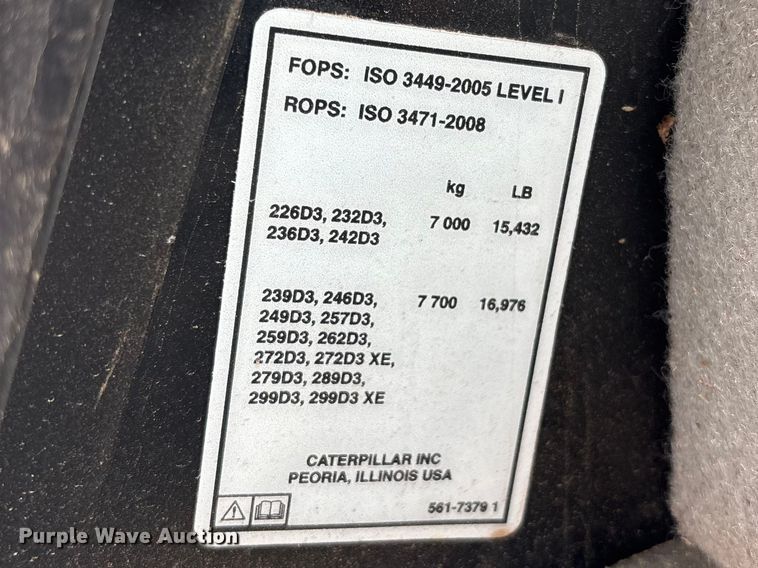 FOPS: ISO 3449-2005 LEVEL I
ROPS: ISO 3471-2008
kg LB
226D3, 232D3, 7 000 15,432
236D3, 242D3
239D3, 246D3, 7 700 16,976
249D3, 257D3,
259D3, 262D3,
272D3, 272D3 XE,
279D3, 289D3,
299D3, 299D3 XE
CATERPILLAR INC
PEORIA, ILLINOIS USA
561-7379 1
Purple Wave Auction